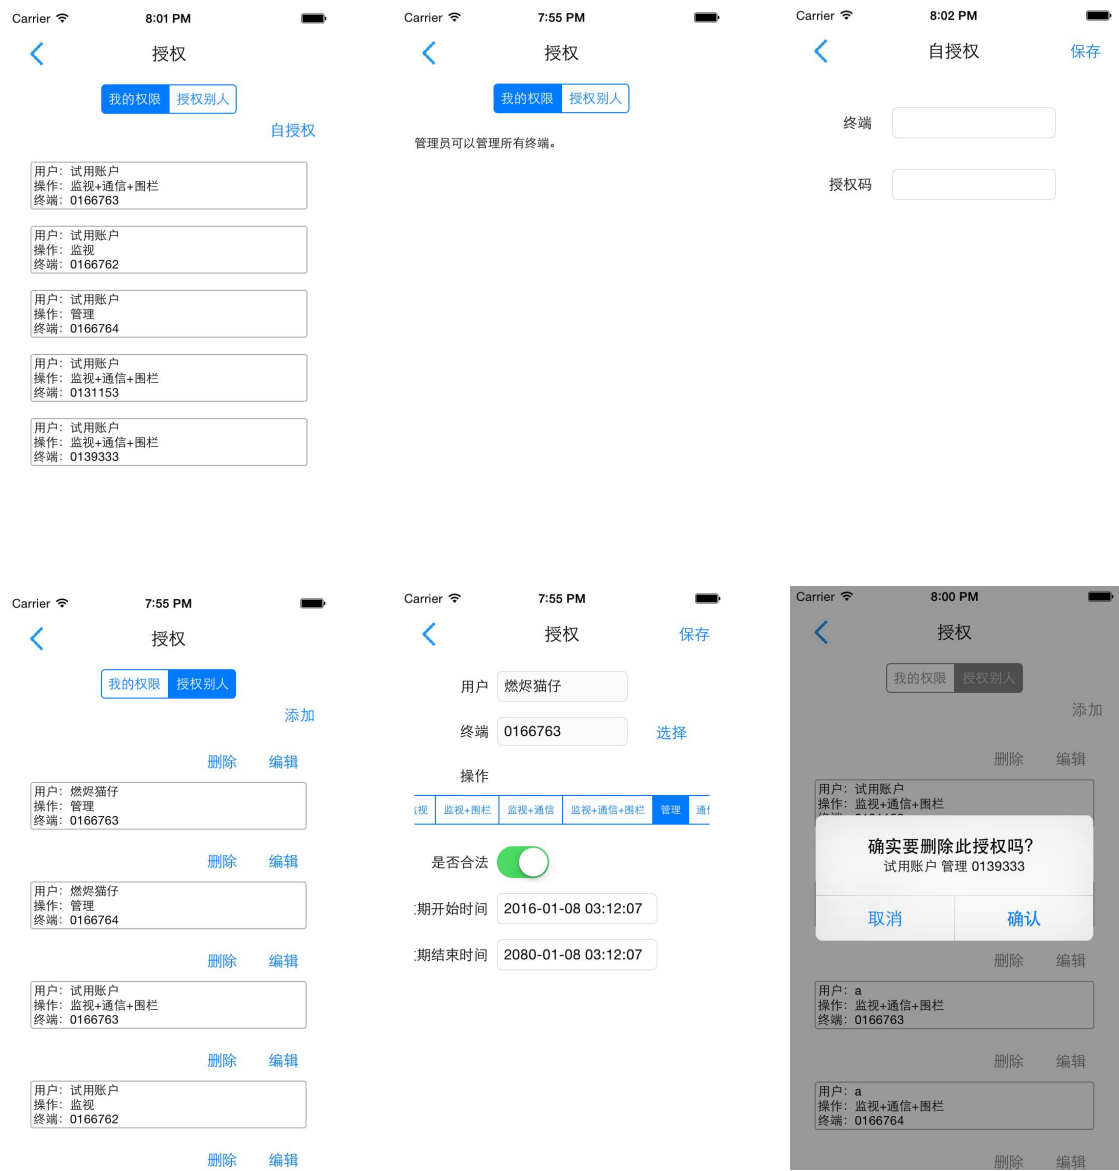 Carrier 8:01 PM
授权
我的权限 授权别人
自授权
用户：试用账户
操作：监视+通信+围栏
终端：0166763
用户：试用账户
操作：监视
终端：0166762
用户：试用账户
操作：管理
终端：0166764
用户：试用账户
操作：监视+通信+围栏
终端：0131153
用户：试用账户
操作：监视+通信+围栏
终端：0139333
Carrier 7:55 PM
授权
我的权限 授权别人
管理员可以管理所有终端。
Carrier 8:02 PM
自授权 保存
终端
授权码
Carrier 7:55 PM
授权
我的权限 授权别人
添加
删除 编辑
用户：燃烬猫仔
操作：管理
终端：0166763
删除 编辑
用户：燃烬猫仔
操作：管理
终端：0166764
删除 编辑
用户：试用账户
操作：监视+通信+围栏
终端：0166763
删除 编辑
用户：试用账户
操作：监视
终端：0166762
删除 编辑
Carrier 7:55 PM
授权 保存
用户 燃烬猫仔
终端 0166763 选择
操作
视 监视+围栏 监视+通信 监视+通信+围栏 管理 通
是否合法
期开始时间 2016-01-08 03:12:07
期结束时间 2080-01-08 03:12:07
Carrier 8:00 PM
授权
我的权限 授权别人
添加
删除 编辑
用户：试用账户
操作：监视+通信+围栏
确实要删除此授权吗?
试用账户 管理 0139333
取消 确认
删除 编辑
用户：a
操作：监视+通信+围栏
终端：0166763
删除 编辑
用户：a
操作：监视+通信+围栏
终端：0166764
删除 编辑